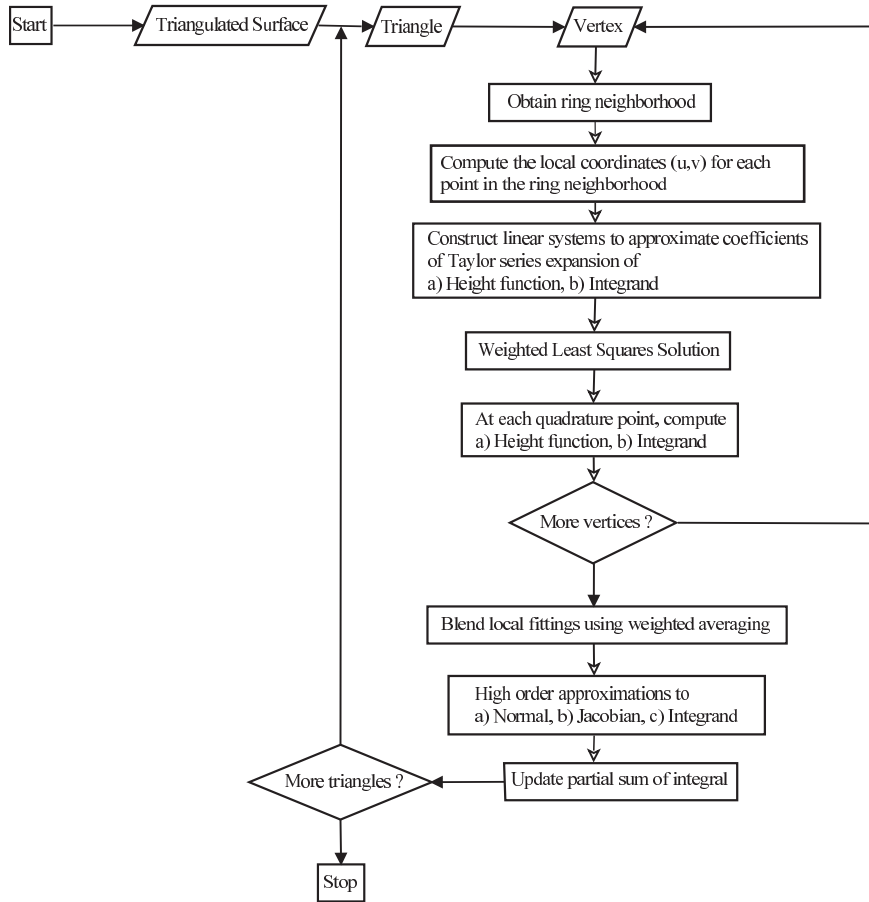 Start
Triangulated Surface
Triangle
Vertex
Obtain ring neighborhood
Compute the local coordinates (u,v) for each
point in the ring neighborhood
Construct linear systems to approximate coefficients
of Taylor series expansion of
a) Height function, b) Integrand
Weighted Least Squares Solution
At each quadrature point, compute
a) Height function, b) Integrand
More vertices ?
Blend local fittings using weighted averaging
High order approximations to
a) Normal, b) Jacobian, c) Integrand
Update partial sum of integral
More triangles ?
Stop